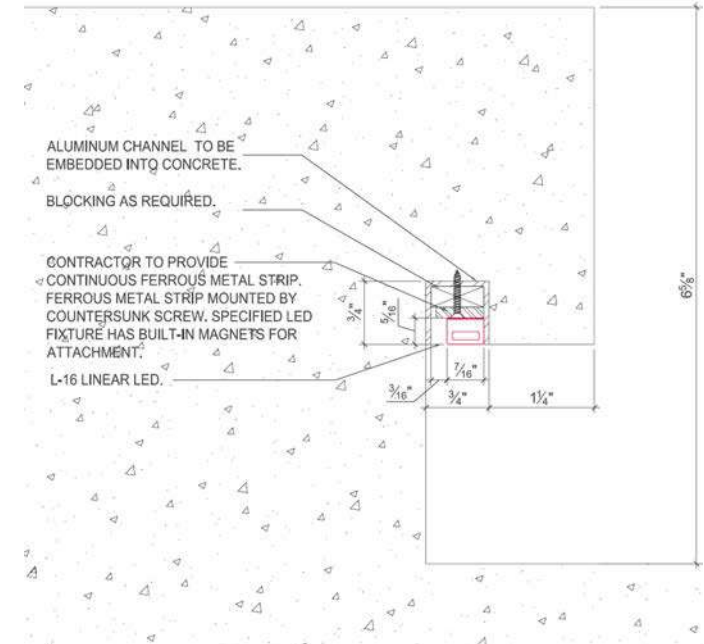 ALUMINUM CHANNEL TO BE
EMBEDDED INTO CONCRETE.
BLOCKING AS REQUIRED.
CONTRACTOR TO PROVIDE
CONTINUOUS FERROUS METAL STRIP.
FERROUS METAL STRIP MOUNTED BY
COUNTERSUNK SCREW. SPECIFIED LED
FIXTURE HAS BUILT-IN MAGNETS FOR
ATTACHMENT.
L-16 LINEAR LED.
3/4"
5/16"
7/16"
3/16"
3/4"
1 1/4"
6 5/8"